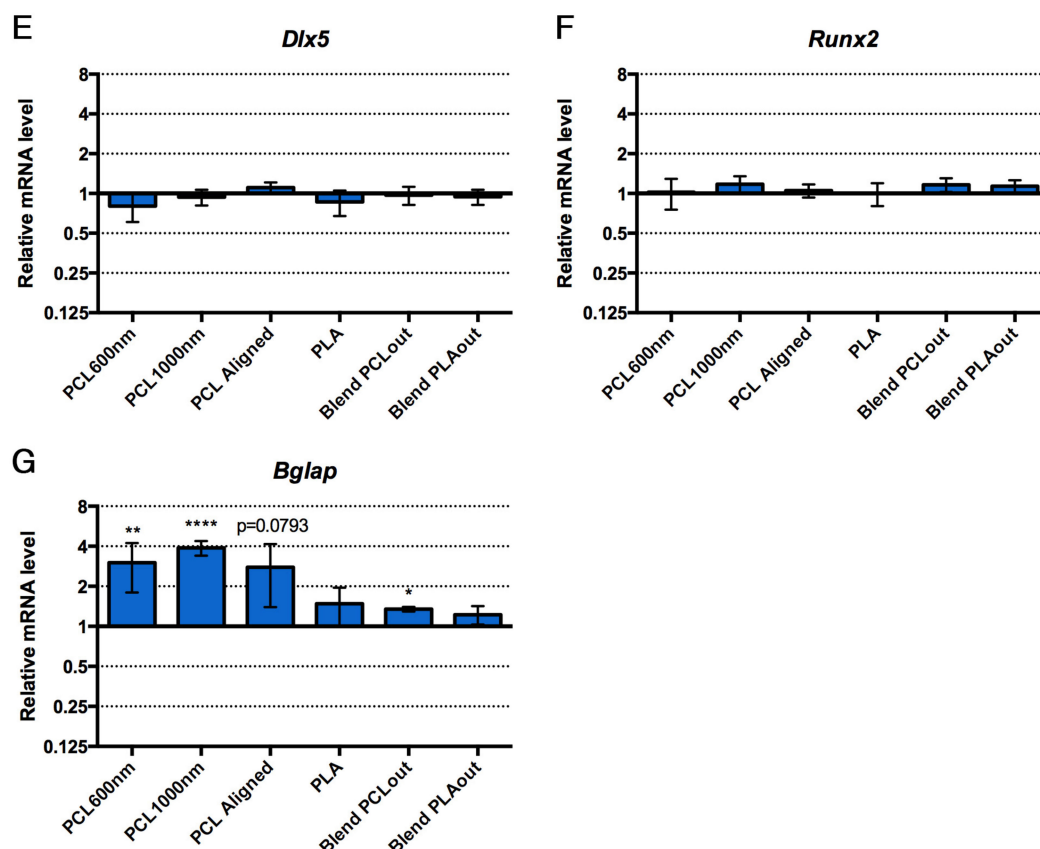 E
Dlx5
Relative mRNA level
8
4
2
1
0.5
0.25
0.125
PCL600nm
PCL1000nm
PCL Aligned
PLA
Blend PCLout
Blend PLAout
F
Runx2
Relative mRNA level
8
4
2
1
0.5
0.25
0.125
PCL600nm
PCL1000nm
PCL Aligned
PLA
Blend PCLout
Blend PLAout
G
Bglap
Relative mRNA level
8
4
2
1
0.5
0.25
0.125
**
****
p=0.0793
*
PCL600nm
PCL1000nm
PCL Aligned
PLA
Blend PCLout
Blend PLAout